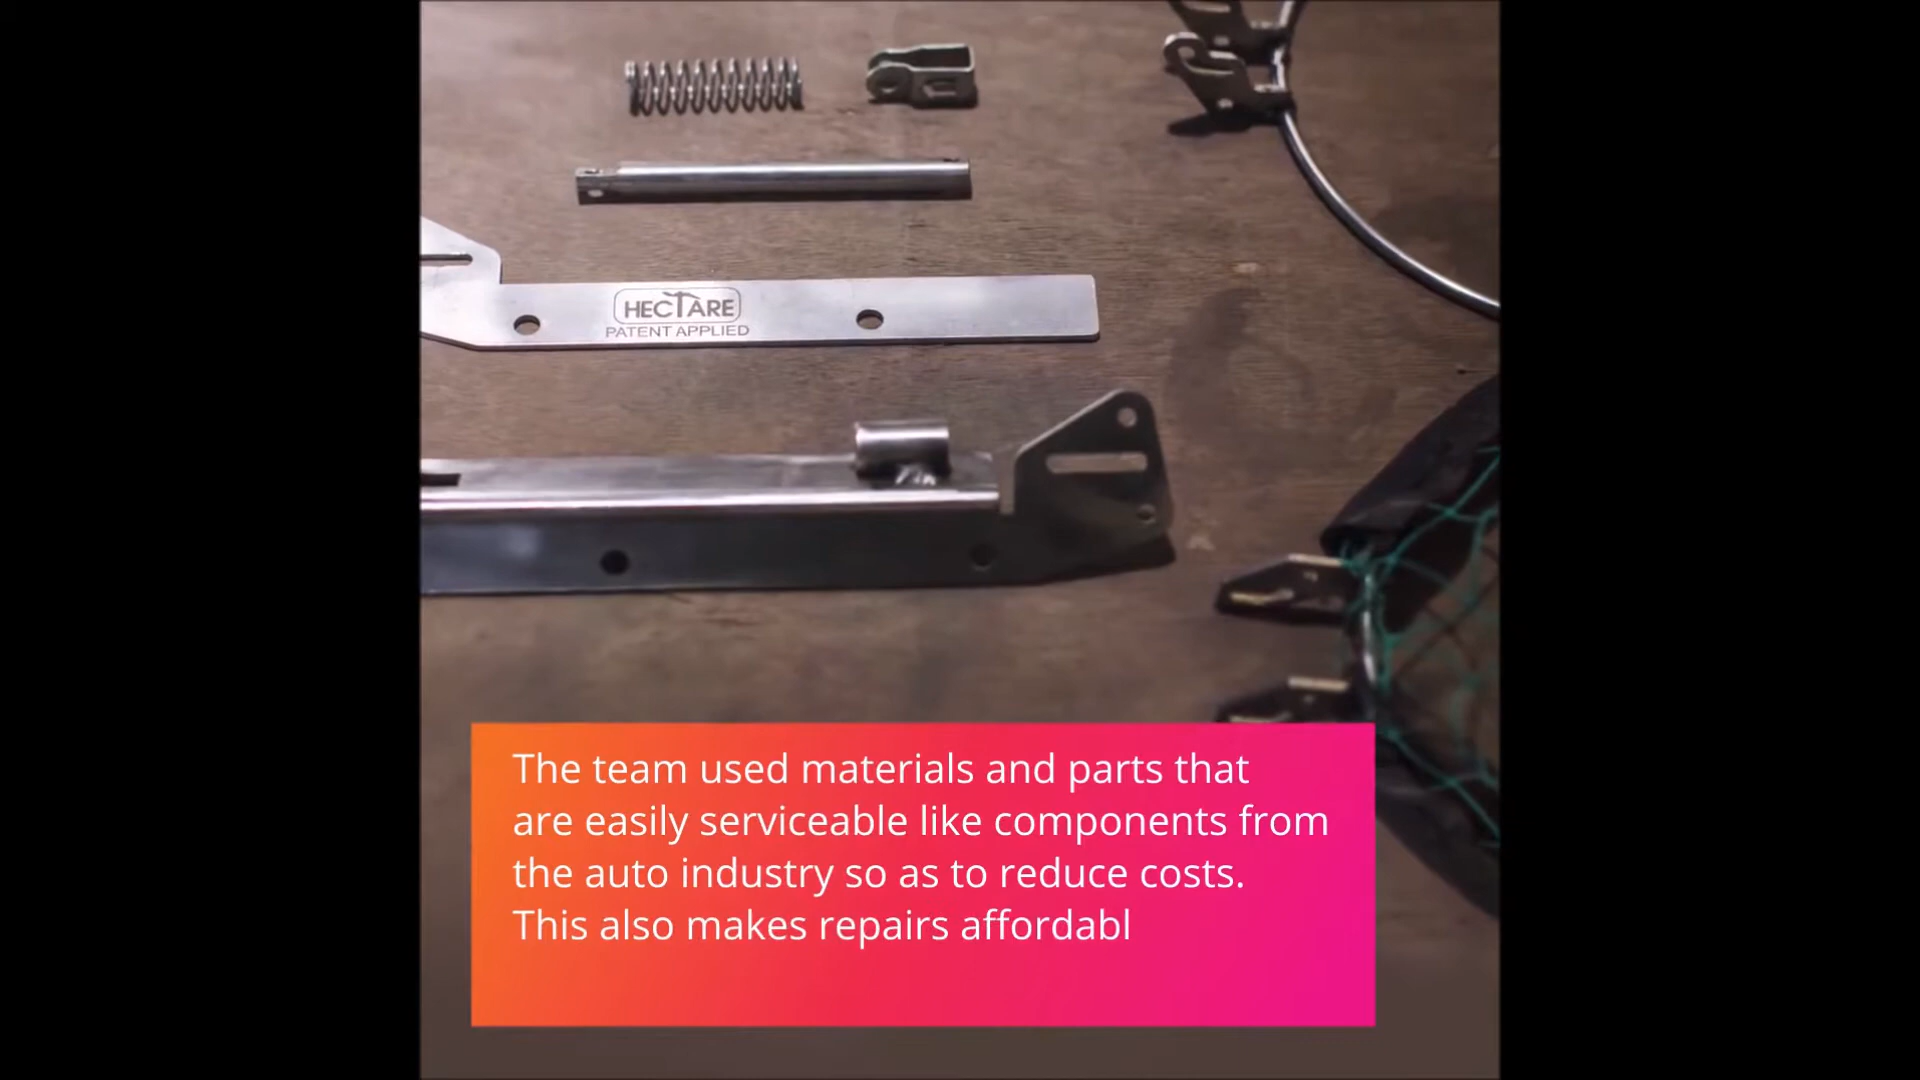 HECTARE
PATENT APPLIED
The team used materials and parts that
are easily serviceable like components from
the auto industry so as to reduce costs.
This also makes repairs affordabl